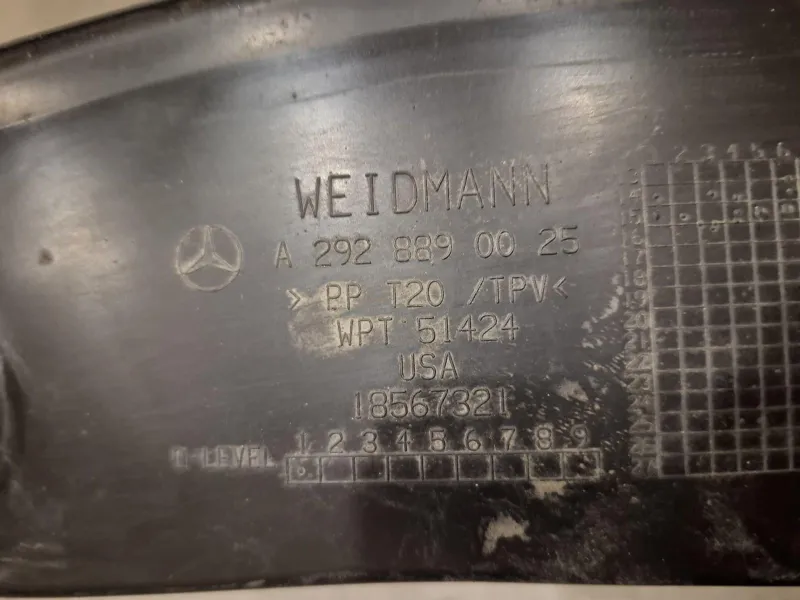 WEIDMANN
A 292 889 00 25
> PP T20 /TPV<
WPT 51424
USA
18567321
1 2 3 4 5 6 7 8 9
LEVEL